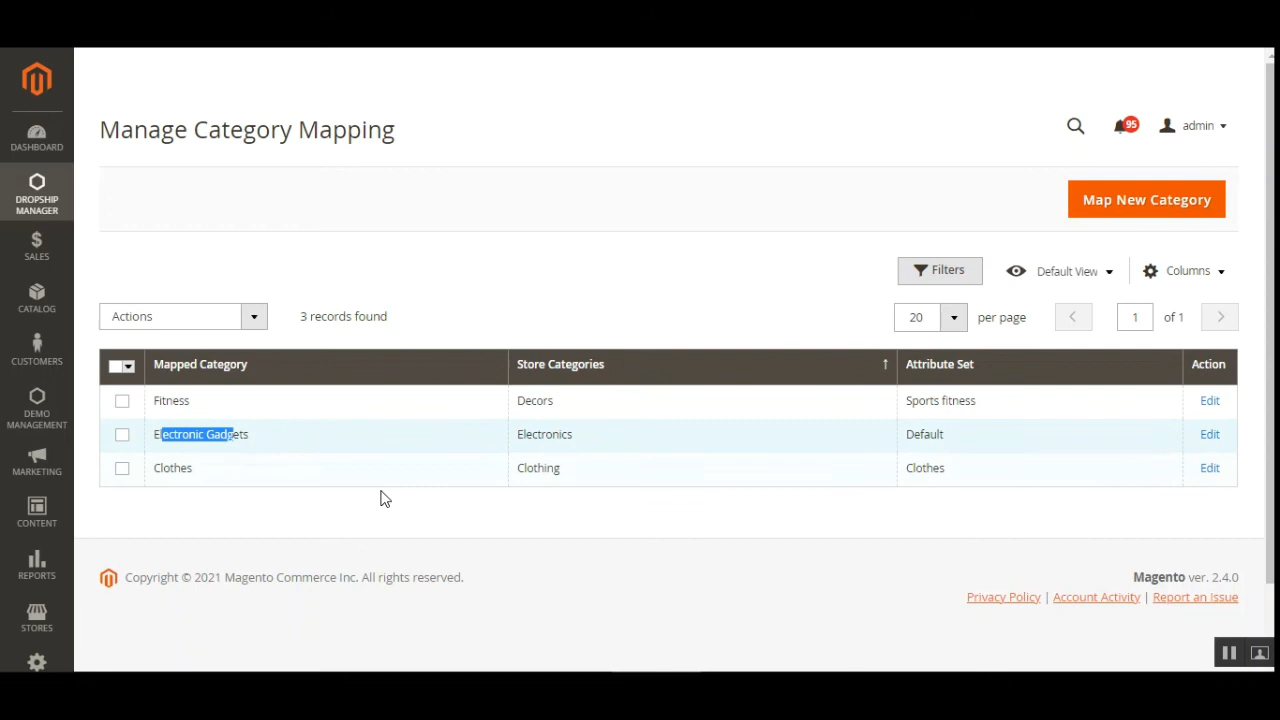 Manage Category Mapping
95
admin
DASHBOARD
DROPSHIP
MANAGER
Map New Category
SALES
Filters
Default View
Columns
CATALOG
Actions
3 records found
20
per page
1
of 1
CUSTOMERS
Mapped Category
Store Categories
Attribute Set
Action
Fitness
Decors
Sports fitness
Edit
DEMO
MANAGEMENT
Electronic Gadgets
Electronics
Default
Edit
MARKETING
Clothes
Clothing
Clothes
Edit
CONTENT
REPORTS
Copyright © 2021 Magento Commerce Inc. All rights reserved.
Magento ver. 2.4.0
Privacy Policy | Account Activity | Report an Issue
STORES